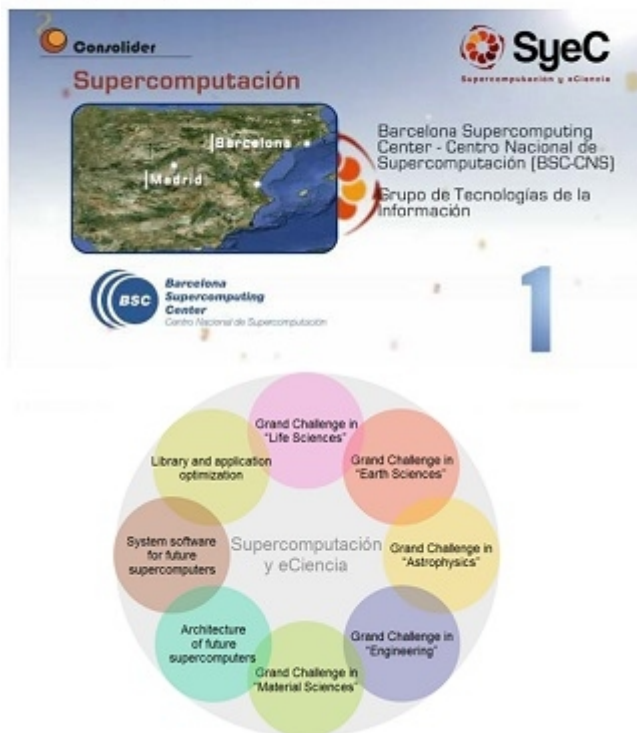 Consolider
SyeC
Supercomputación y eCiencia
Supercomputación
Barcelona
Madrid
Barcelona Supercomputing
Center - Centro Nacional de
Supercomputación (BSC-CNS)
Grupo de Tecnologías de la
Información
BSC
Barcelona
Supercomputing
Center
Centro Nacional de Supercomputación
1
Grand Challenge in
"Life Sciences"
Library and application
optimization
Grand Challenge in
"Earth Sciences"
System software
for future
supercomputers
Supercomputación
y eCiencia
Grand Challenge in
"Astrophysics"
Architecture
of future
supercomputers
Grand Challenge in
"Engineering"
Grand Challenge in
"Material Sciences"